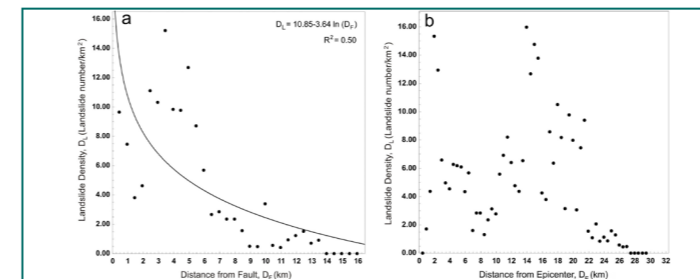 a
D_L = 10.85-3.64 ln (D_F)
R² = 0.50
Landslide Density, D_L (Landslide number/km²)
16.00
14.00
12.00
10.00
8.00
6.00
4.00
2.00
0.00
0 1 2 3 4 5 6 7 8 9 10 11 12 13 14 15 16
Distance from Fault, D_F (km)
b
Landslide Density, D_L (Landslide number/km²)
16.00
14.00
12.00
10.00
8.00
6.00
4.00
2.00
0.00
0 2 4 6 8 10 12 14 16 18 20 22 24 26 28 30 32
Distance from Epicenter, D_E (km)